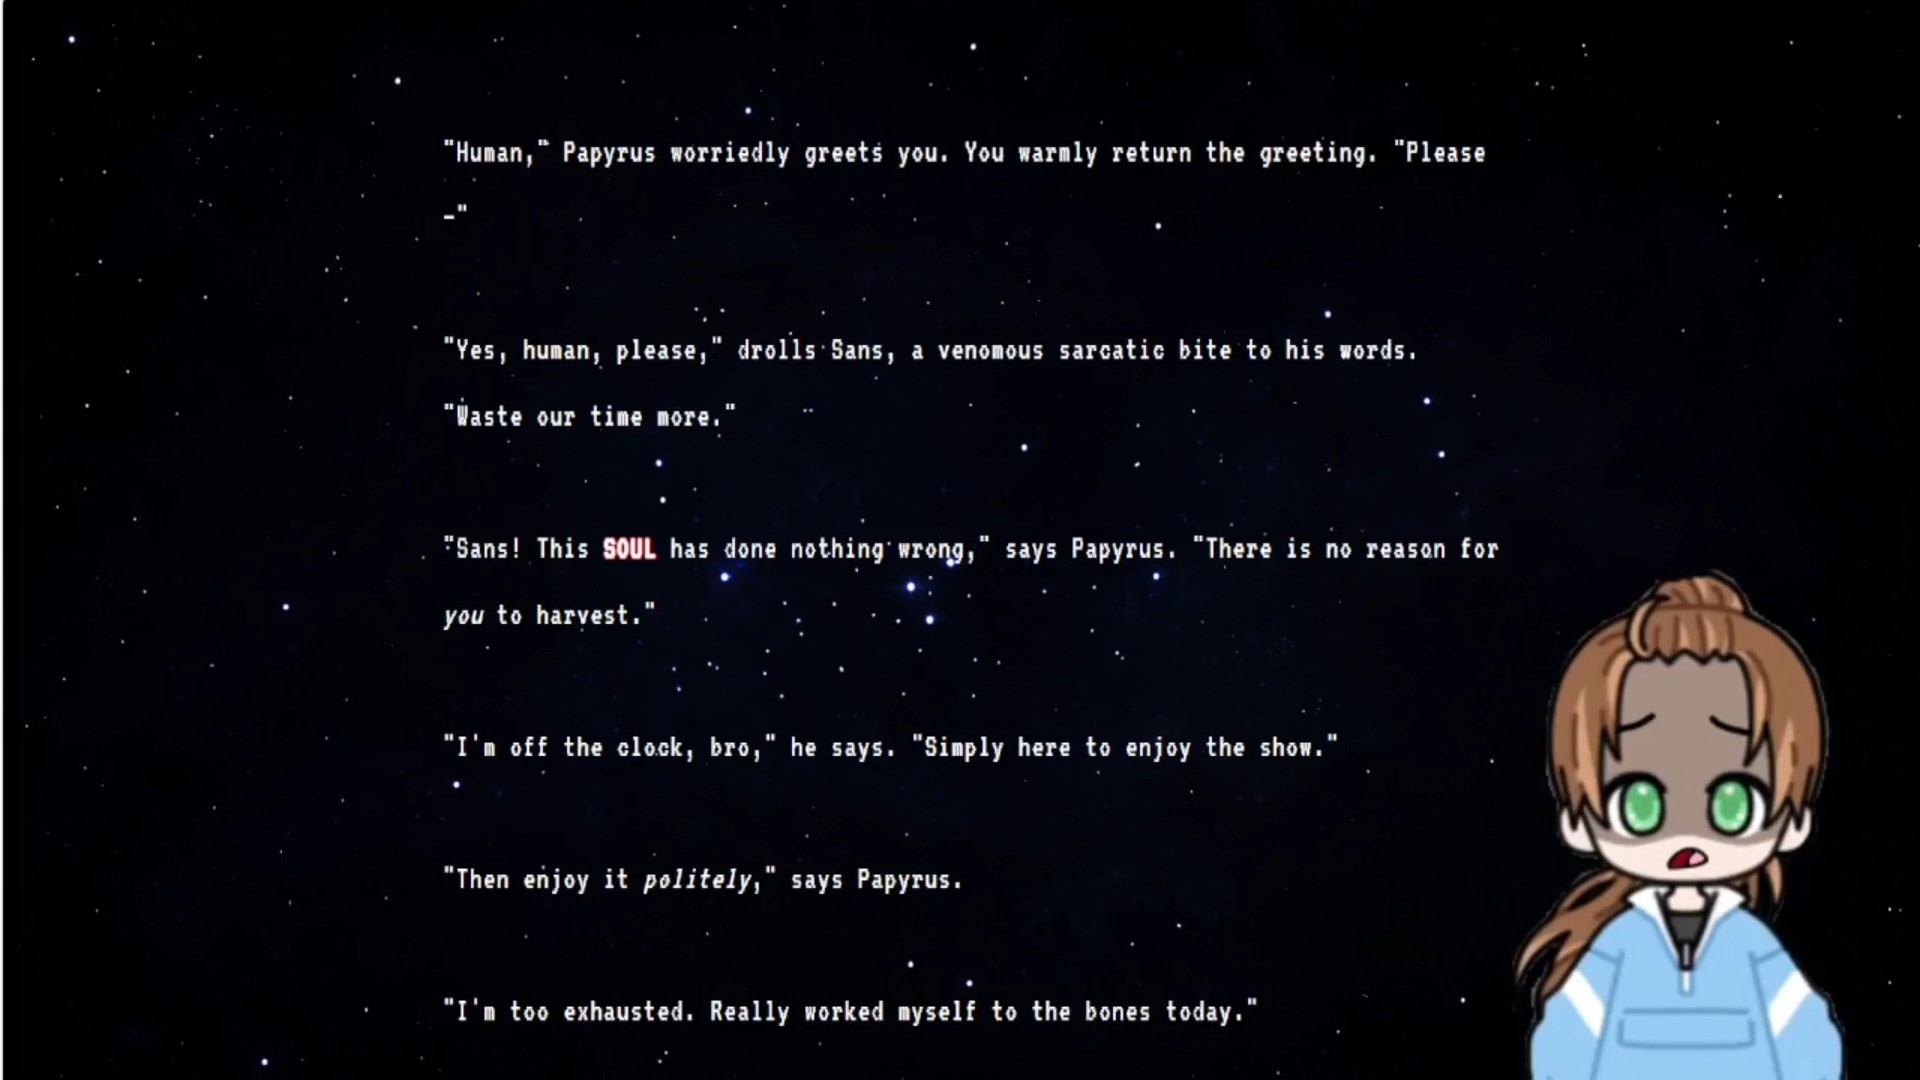 "Human," Papyrus worriedly greets you. You warmly return the greeting. "Please
–"
"Yes, human, please," drolls Sans, a venomous sarcatic bite to his words.
"Waste our time more."
"Sans! This SOUL has done nothing wrong," says Papyrus. "There is no reason for
you to harvest."
"I'm off the clock, bro," he says. "Simply here to enjoy the show."
"Then enjoy it politely," says Papyrus.
"I'm too exhausted. Really worked myself to the bones today."